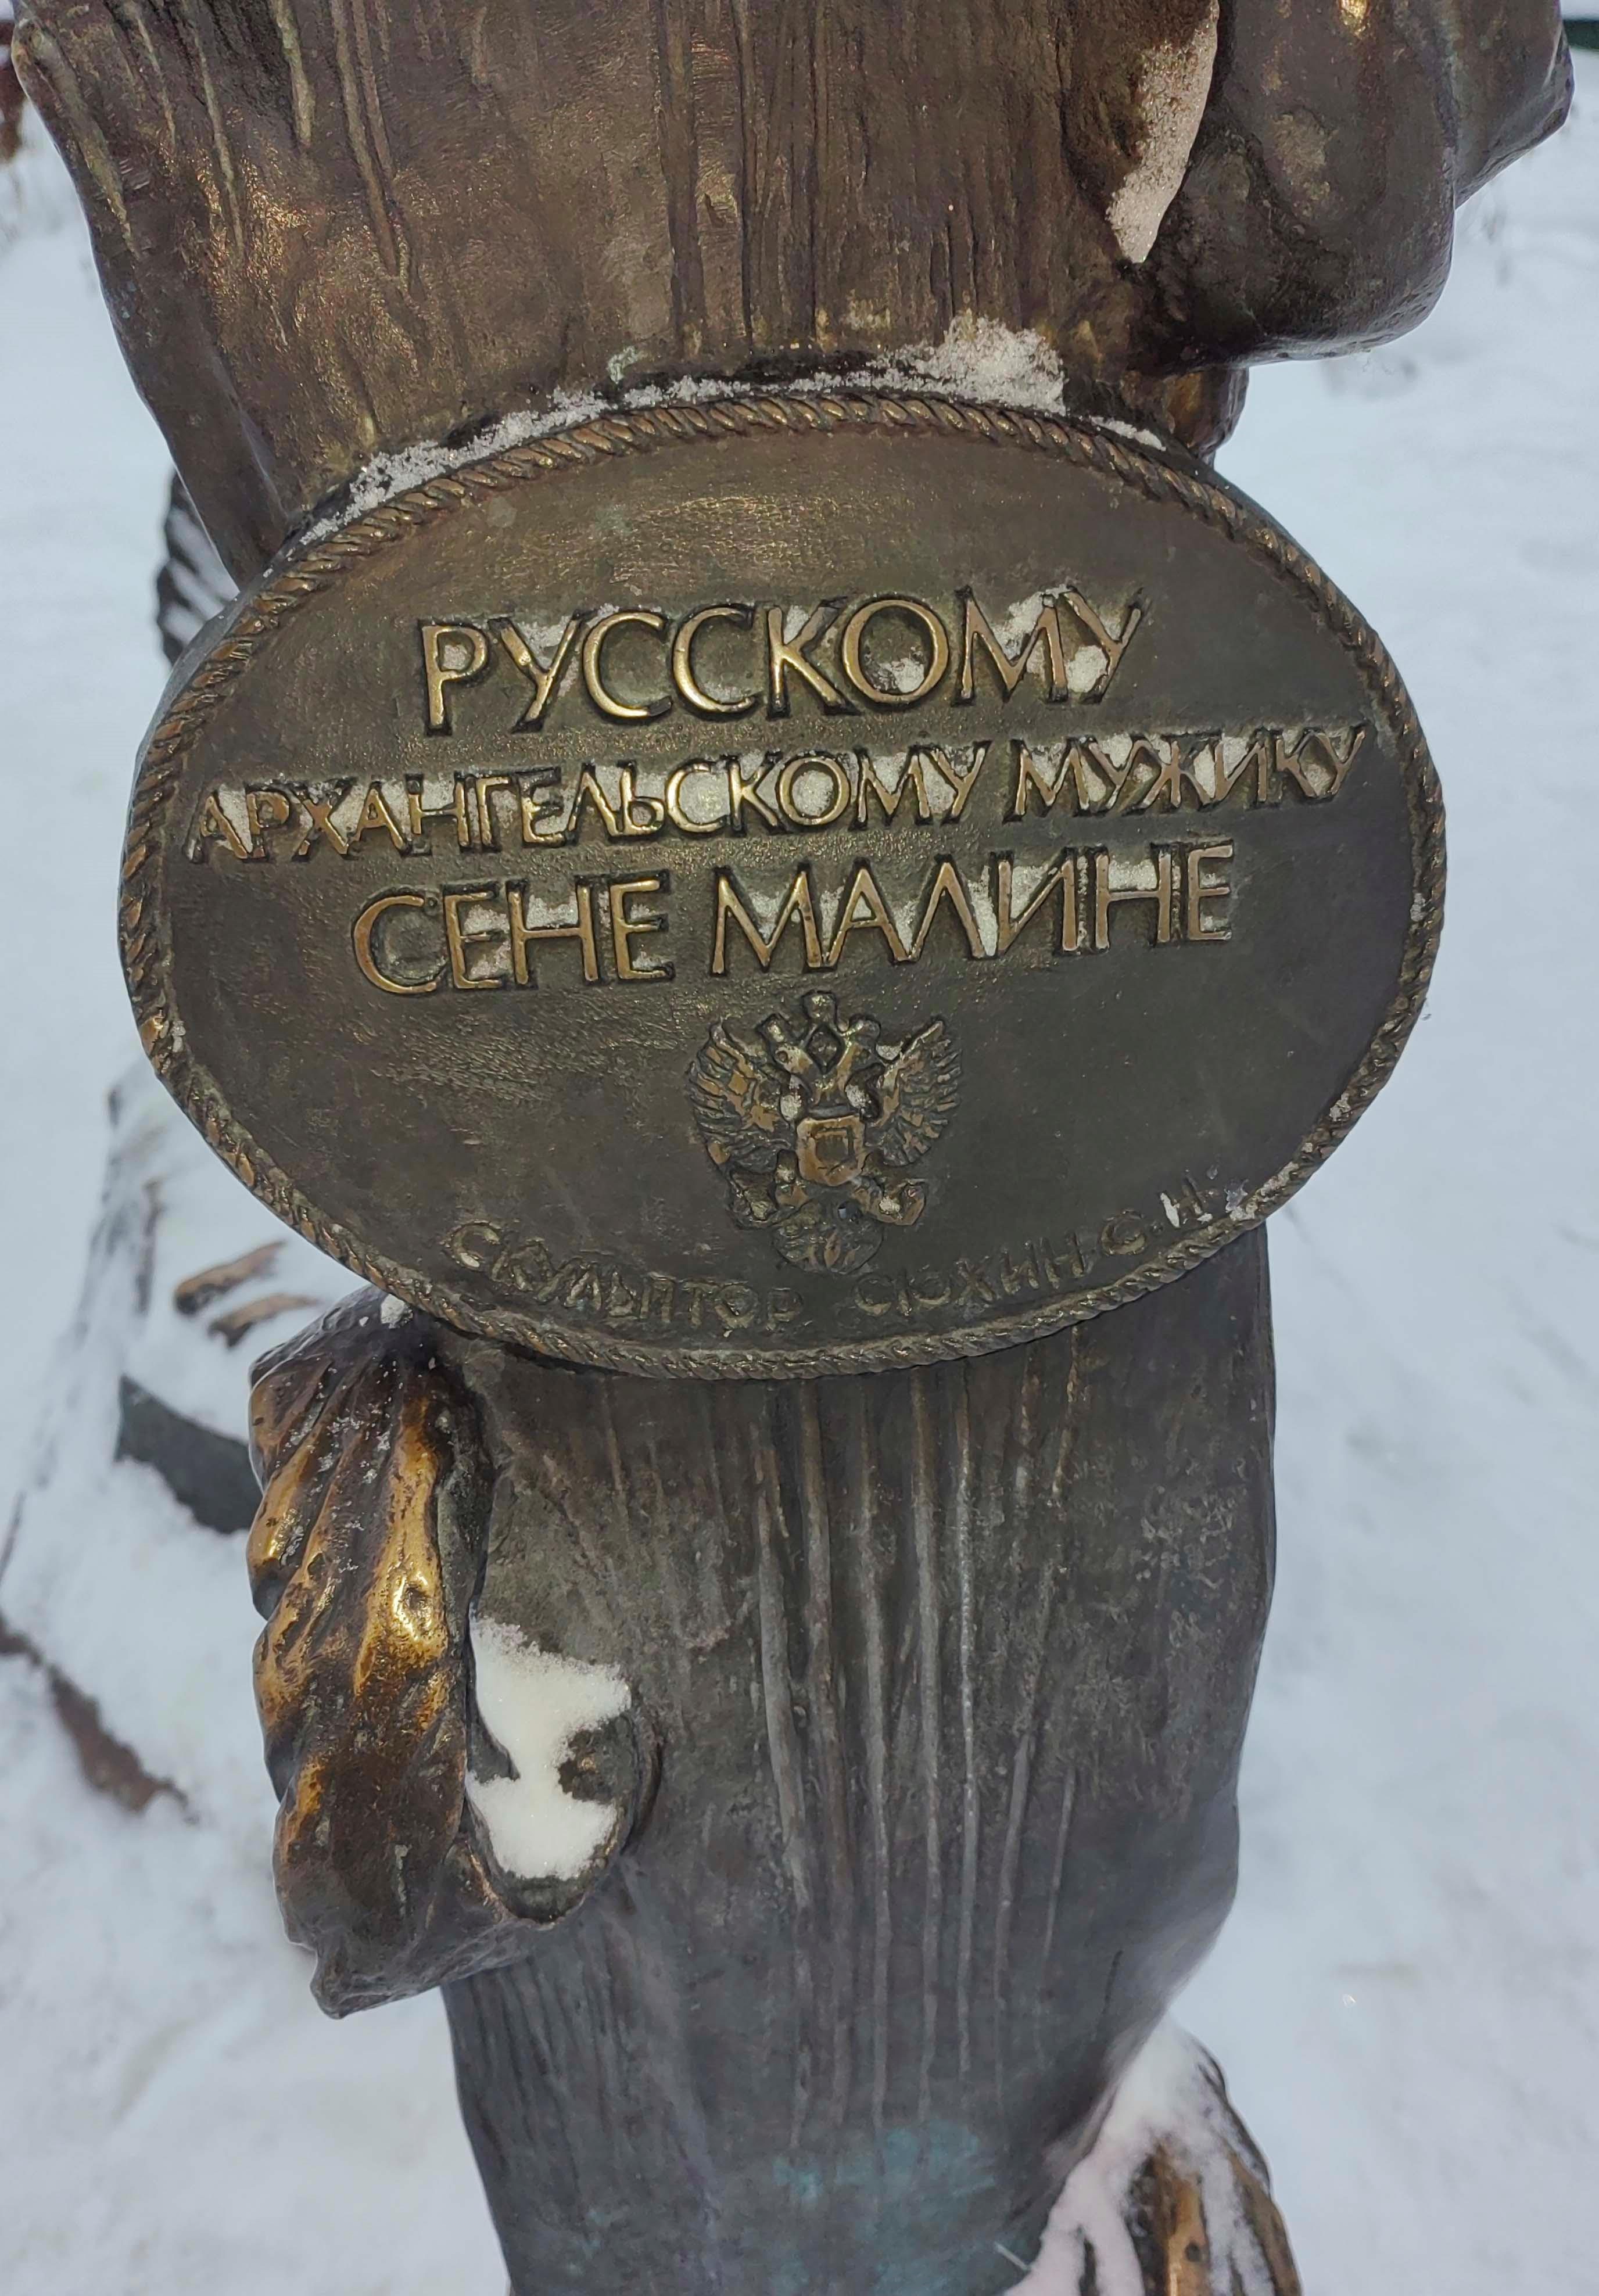 РУССКОМУ
АРХАНГЕЛЬСКОМУ МУЖИКУ
СЕНЕ МАЛИНЕ
СКУЛЬПТОР СЮХИН С.Н.